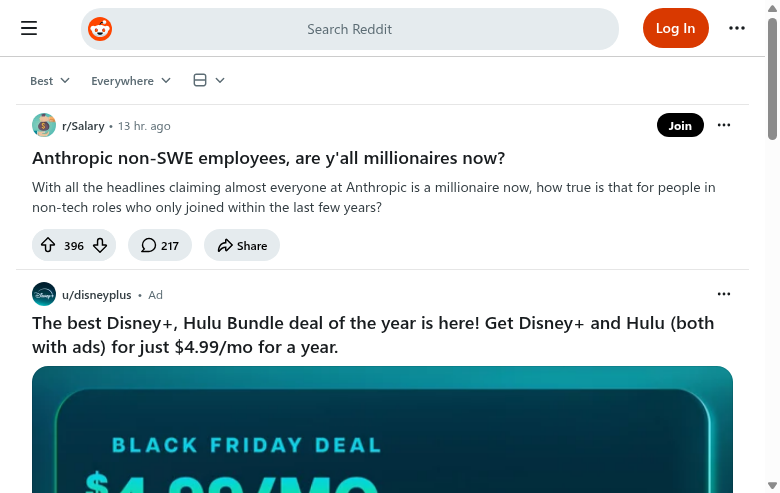 Search Reddit
Log In
Best
Everywhere
r/Salary • 13 hr. ago
Join
Anthropic non-SWE employees, are y'all millionaires now?
With all the headlines claiming almost everyone at Anthropic is a millionaire now, how true is that for people in
non-tech roles who only joined within the last few years?
396
217
Share
Disney+
u/disneyplus • Ad
The best Disney+, Hulu Bundle deal of the year is here! Get Disney+ and Hulu (both
with ads) for just $4.99/mo for a year.
BLACK FRIDAY DEAL
$4.99/MO